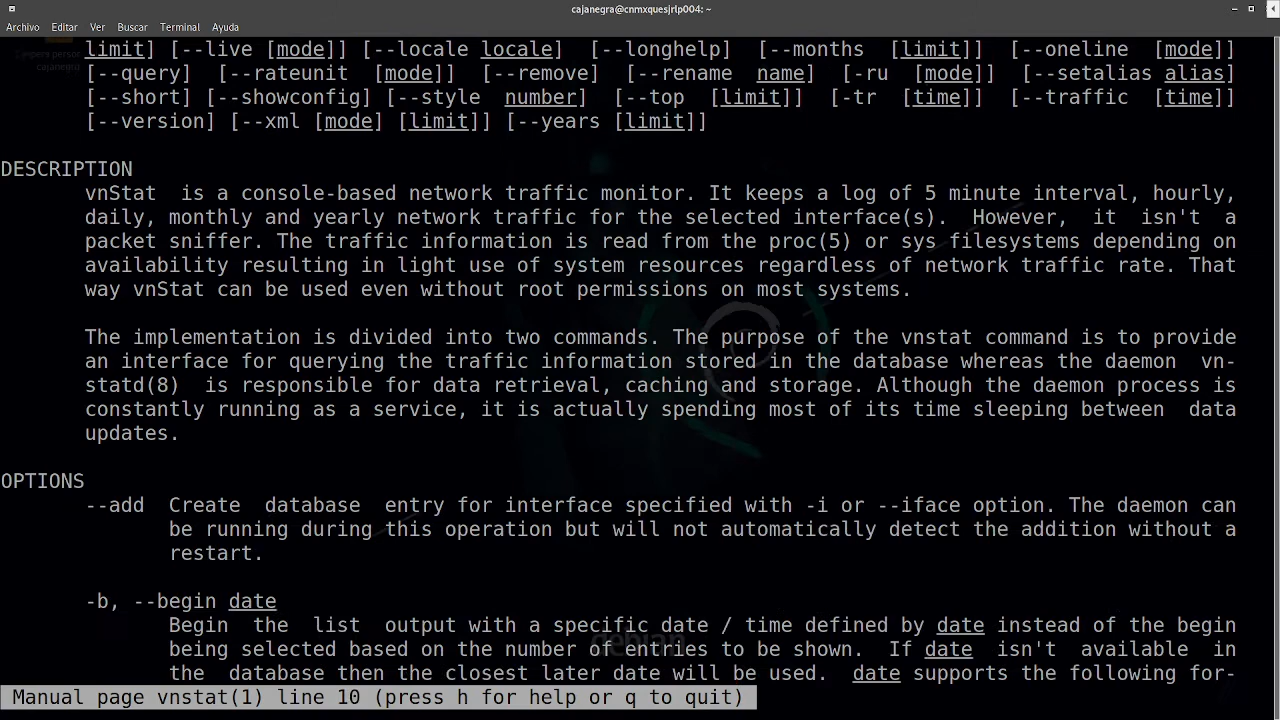 cajanegra@cnmxques|rlp004: ~
Archivo Editar Ver Buscar Terminal Ayuda
limit] [--live [mode]] [--locale locale] [--longhelp] [--months [limit]] [--oneline [mode]]
[--query] [--rateunit [mode]] [--remove] [--rename name] [-ru [mode]] [--setalias alias]
[--short] [--showconfig] [--style number] [--top [limit]] [-tr [time]] [--traffic [time]]
[--version] [--xml [mode] [limit]] [--years [limit]]
DESCRIPTION
vnStat is a console-based network traffic monitor. It keeps a log of 5 minute interval, hourly,
daily, monthly and yearly network traffic for the selected interface(s). However, it isn't a
packet sniffer. The traffic information is read from the proc(5) or sys filesystems depending on
availability resulting in light use of system resources regardless of network traffic rate. That
way vnStat can be used even without root permissions on most systems.
The implementation is divided into two commands. The purpose of the vnstat command is to provide
an interface for querying the traffic information stored in the database whereas the daemon vn-
statd(8) is responsible for data retrieval, caching and storage. Although the daemon process is
constantly running as a service, it is actually spending most of its time sleeping between data
updates.
OPTIONS
--add Create database entry for interface specified with -i or --iface option. The daemon can
be running during this operation but will not automatically detect the addition without a
restart.
-b, --begin date
Begin the list output with a specific date / time defined by date instead of the begin
being selected based on the number of entries to be shown. If date isn't available in
the database then the closest later date will be used. date supports the following for-
debian
Manual page vnstat(1) line 10 (press h for help or q to quit)